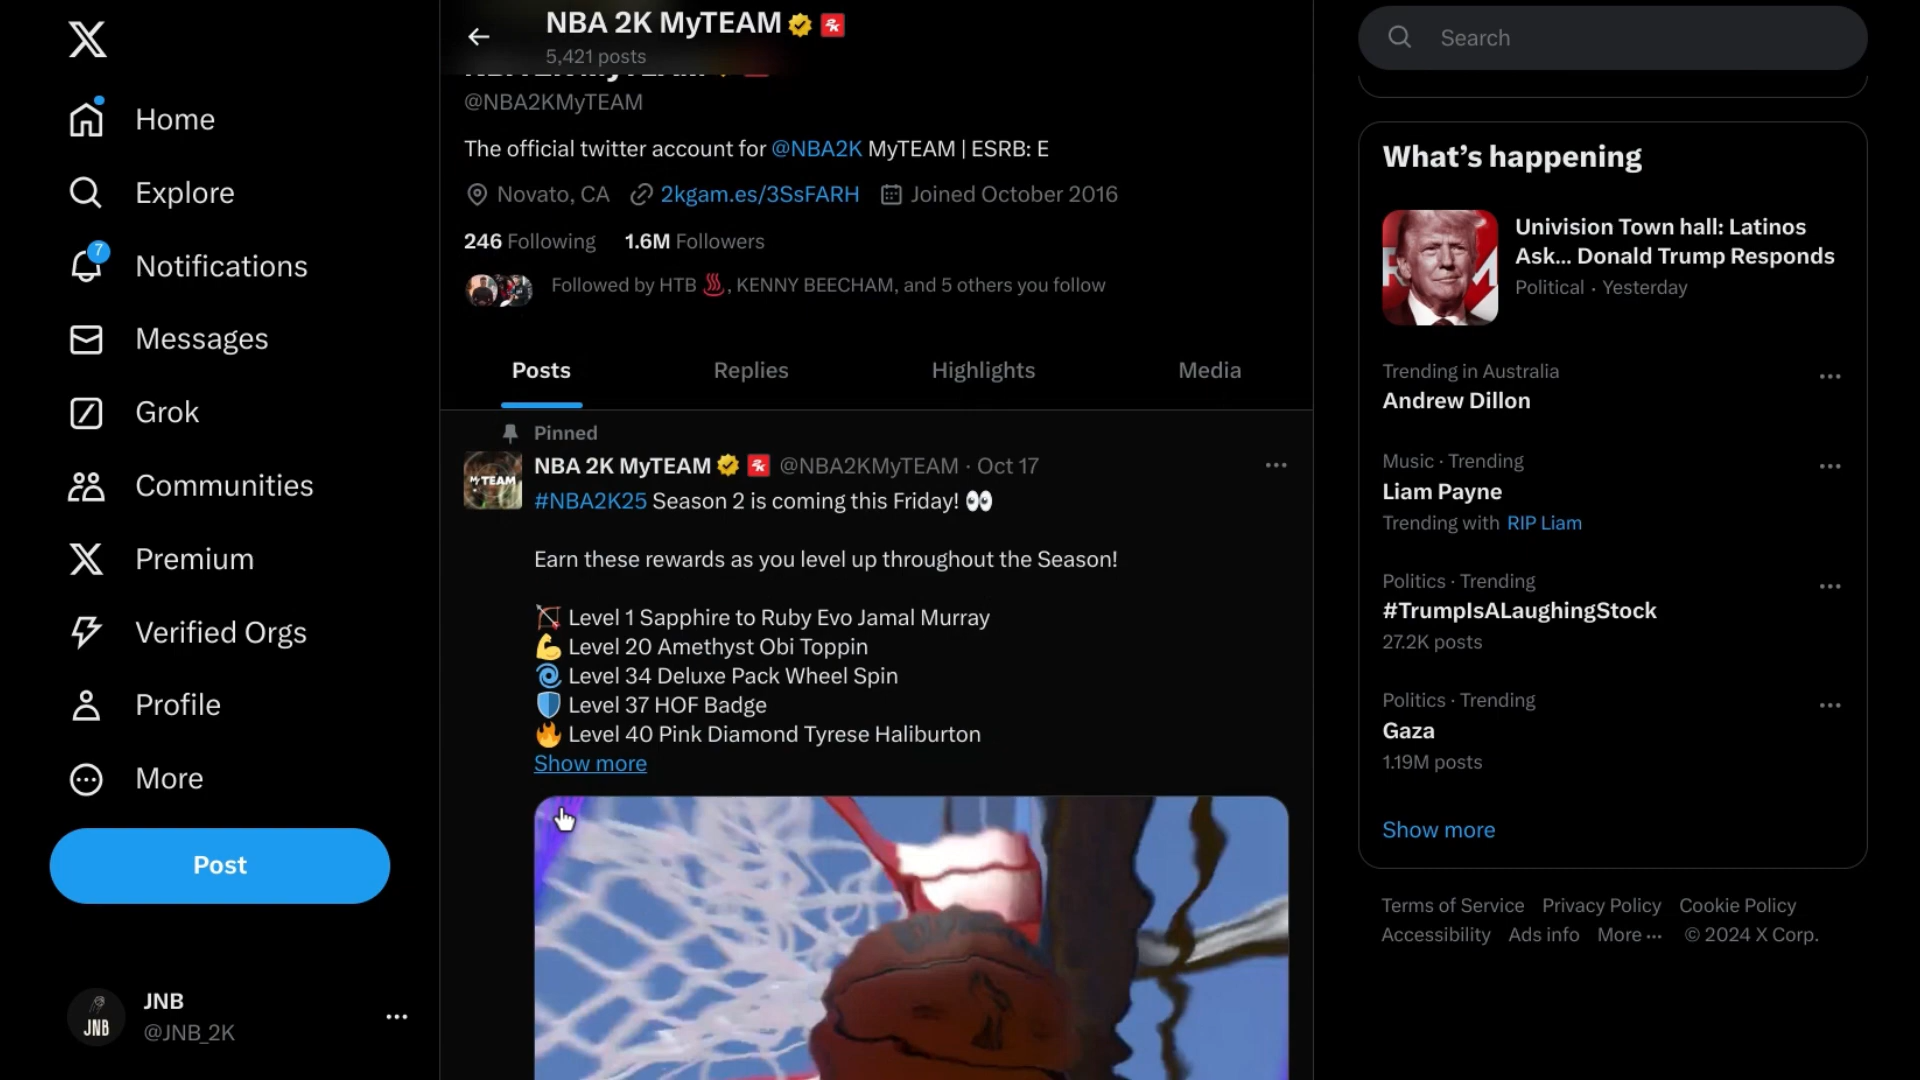 Home
Explore
7
Notifications
Messages
Grok
Communities
Premium
Verified Orgs
Profile
More
Post
JNB
JNB
@JNB_2K
NBA 2K MyTEAM
5,421 posts
@NBA2KMyTEAM
The official twitter account for @NBA2K MyTEAM | ESRB: E
Novato, CA 2kgam.es/3SsFARH Joined October 2016
246 Following 1.6M Followers
Followed by HTB ♨, KENNY BEECHAM, and 5 others you follow
Posts Replies Highlights Media
Pinned
MyTEAM
NBA 2K MyTEAM @NBA2KMyTEAM · Oct 17
#NBA2K25 Season 2 is coming this Friday! 👀
Earn these rewards as you level up throughout the Season!
🏹 Level 1 Sapphire to Ruby Evo Jamal Murray
💪 Level 20 Amethyst Obi Toppin
🌀 Level 34 Deluxe Pack Wheel Spin
🛡️ Level 37 HOF Badge
🔥 Level 40 Pink Diamond Tyrese Haliburton
Show more
Search
What’s happening
Univision Town hall: Latinos
Ask... Donald Trump Responds
Political · Yesterday
Trending in Australia
Andrew Dillon
Music · Trending
Liam Payne
Trending with RIP Liam
Politics · Trending
#TrumpIsALaughingStock
27.2K posts
Politics · Trending
Gaza
1.19M posts
Show more
Terms of Service Privacy Policy Cookie Policy
Accessibility Ads info More ··· © 2024 X Corp.